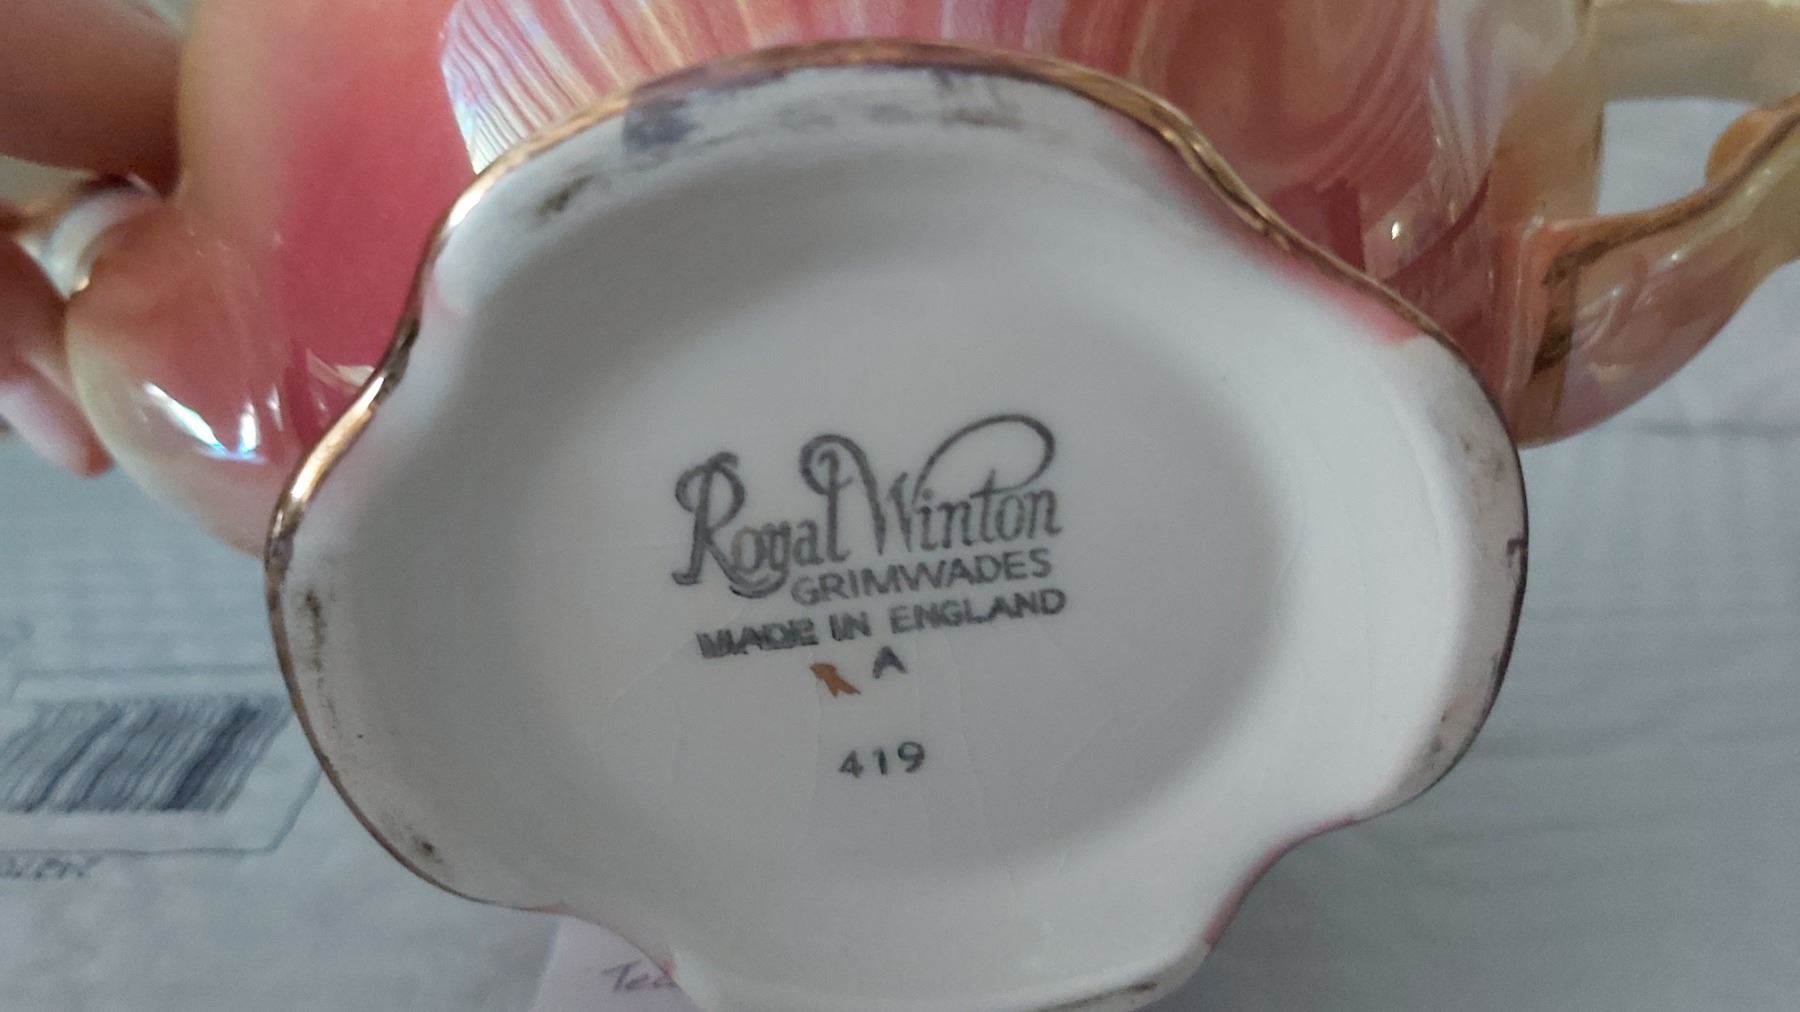 Royal Winton
GRIMWADES
MADE IN ENGLAND
R A
419